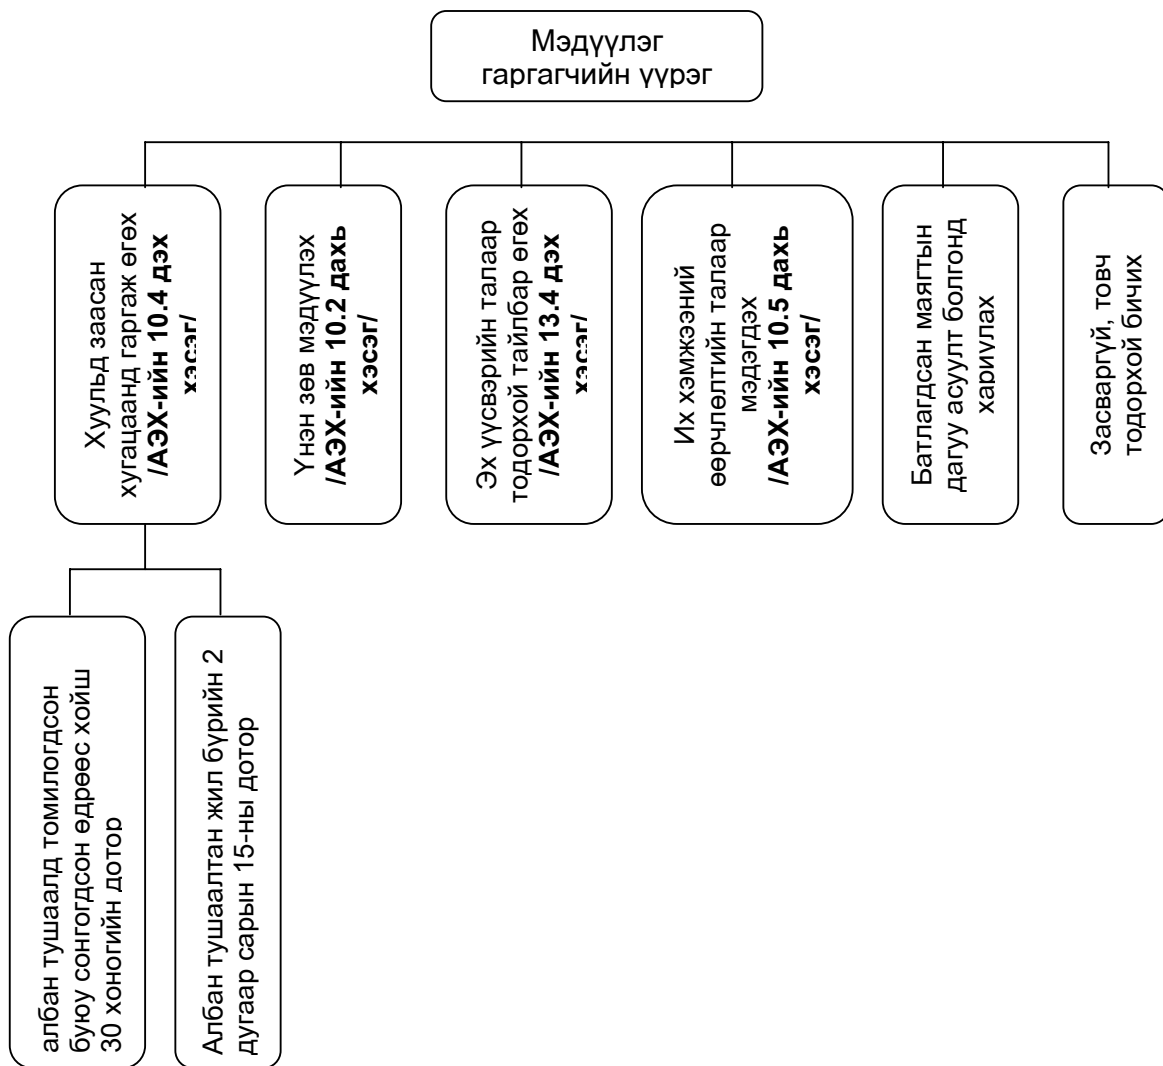 Мэдүүлэг
гаргагчийн үүрэг
Хуульд заасан
хугацаанд гаргаж өгөх
/АЭХ-ийн 10.4 дэх
хэсэг/
Үнэн зөв мэдүүлэх
/АЭХ-ийн 10.2 дахь
хэсэг/
Эх үүсвэрийн талаар
тодорхой тайлбар өгөх
/АЭХ-ийн 13.4 дэх
хэсэг/
Их хэмжээний
өөрчлөлтийн талаар
мэдэгдэх
/АЭХ-ийн 10.5 дахь
хэсэг/
Батлагдсан маягтын
дагуу асуулт болгонд
хариулах
Засваргүй, товч
тодорхой бичих
албан тушаалд томилогдсон
буюу сонгогдсон өдрөөс хойш
30 хоногийн дотор
Албан тушаалтан жил бүрийн 2
дугаар сарын 15-ны дотор